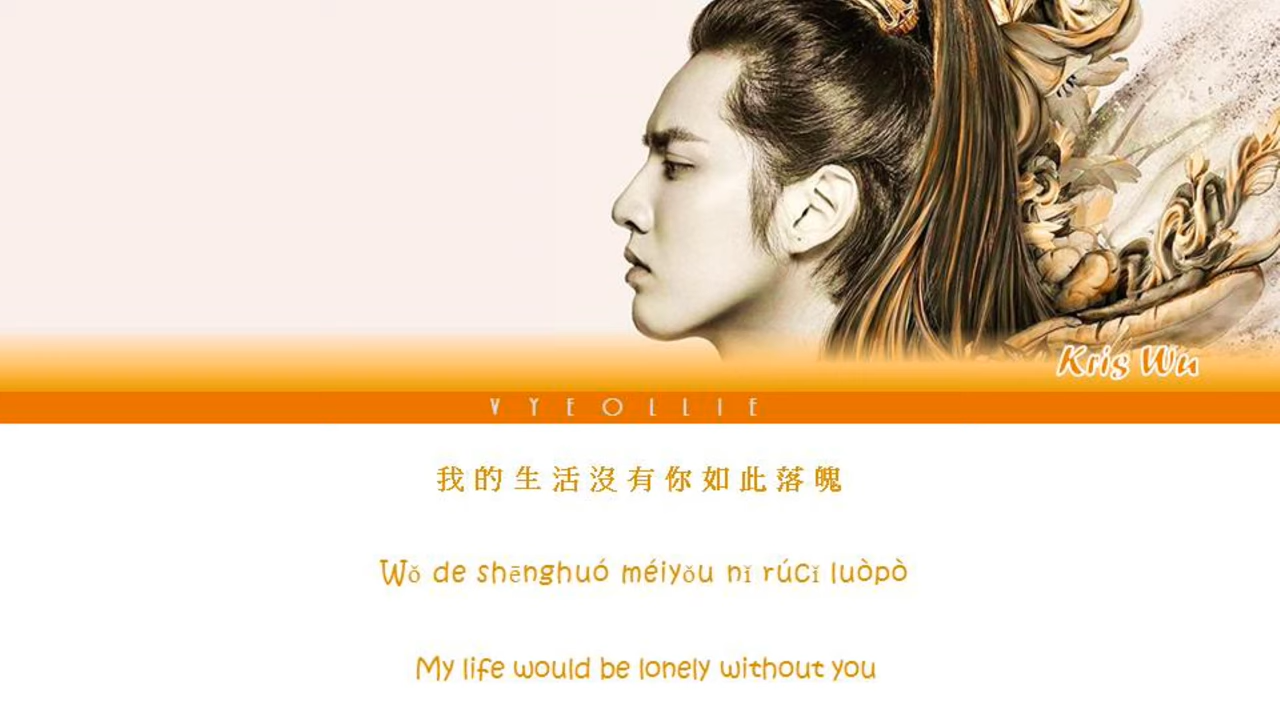 Kris Wu
VYEOLLIE
我的生活沒有你如此落魄
Wǒ de shēnghuó méiyǒu nǐ rúcǐ luòpò
My life would be lonely without you